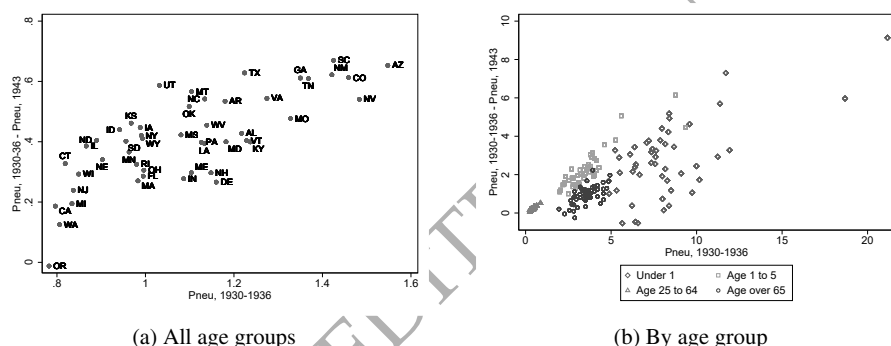 Pneu, 1930-36 - Pneu, 1943
.8
.6
.4
.2
0
SC
AZ
TX
GA
NM
CO
TN
UT
MT
NC
AR
VA
NV
OK
KS
WV
MO
ID
IA
NY
WY
MS
PA
LA
AL
VT
KY
MD
ND
IL
SD
MN
CT
NE
RI
OH
FL
MA
ME
NH
IN
DE
WI
NJ
CA
MI
WA
OR
.8 1 1.2 1.4 1.6
Pneu, 1930-1936
(a) All age groups
Pneu, 1930-1936 - Pneu, 1943
10
8
6
4
2
0
0 5 10 15 20
Pneu, 1930-1936
Under 1 Age 1 to 5
Age 25 to 64 Age over 65
(b) By age group